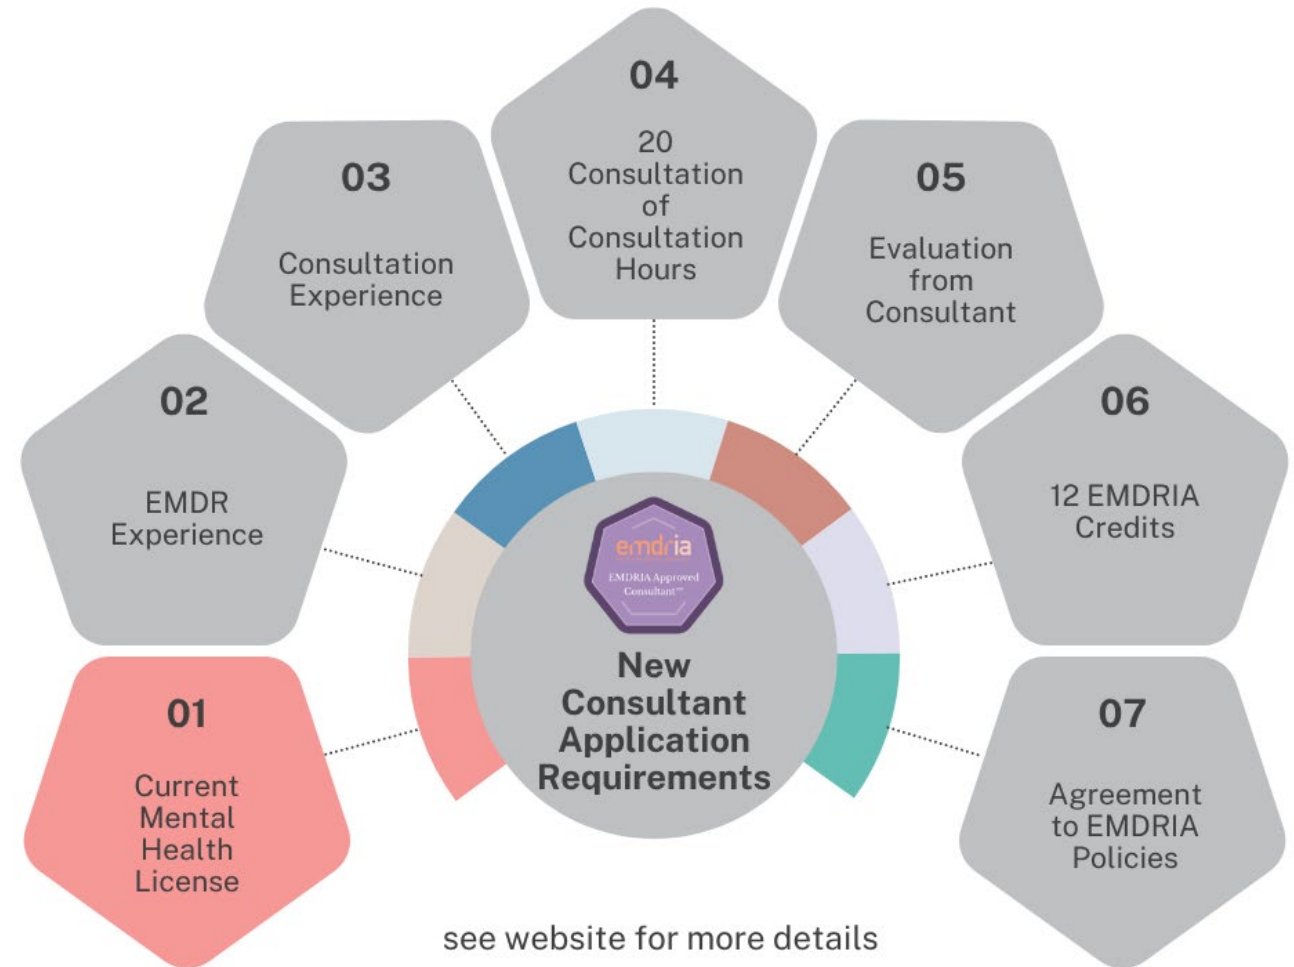 04
20
Consultation
of
Consultation
Hours
03
Consultation
Experience
05
Evaluation
from
Consultant
02
EMDR
Experience
06
12 EMDRIA
Credits
01
Current
Mental
Health
License
emdria
EMDRIA Approved
Consultant™
New
Consultant
Application
Requirements
07
Agreement
to EMDRIA
Policies
see website for more details